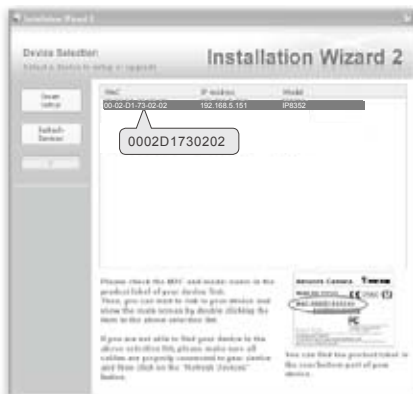 Installation Wizard 2
Device Selection
Installation Wizard 2
Select a device to setup or upgrade
MAC IP Address Model
00-02-D1-73-02-02 192.168.5.151 IP8352
0002D1730202
Refresh
Devices
Please check the MAC and model name in the
product label of your device first.
Then, you can start to link to your device and
show the main screen by double clicking the
item in the above selection list.
If you are not able to find your device in the
above selection list, please make sure all
cables are properly connected to your device
and then click on the "Refresh Devices"
button.
Network Camera
You can find the product label in
the rear/bottom part of your
device.